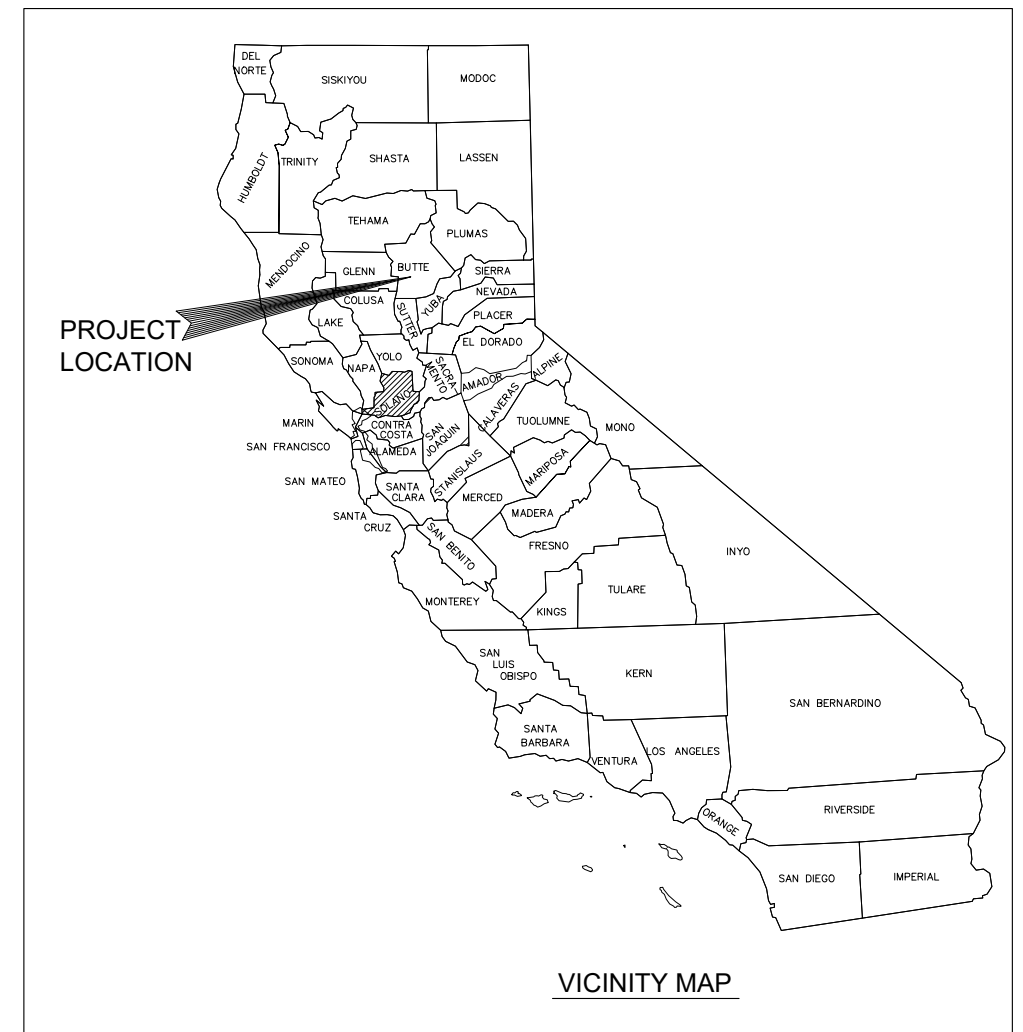 DEL
NORTE
SISKIYOU
MODOC
HUMBOLDT
TRINITY
SHASTA
LASSEN
TEHAMA
PLUMAS
MENDOCINO
GLENN
BUTTE
SIERRA
NEVADA
COLUSA
SUTTER
YUBA
PLACER
PROJECT
LOCATION
LAKE
EL DORADO
SONOMA
NAPA
YOLO
SACRA
MENTO
AMADOR
ALPINE
SOLANO
CALAVERAS
MARIN
CONTRA
COSTA
SAN
JOAQUIN
TUOLUMNE
MONO
SAN FRANCISCO
ALAMEDA
STANISLAUS
MARIPOSA
SAN MATEO
SANTA
CLARA
MERCED
MADERA
SANTA
CRUZ
SAN BENITO
FRESNO
INYO
MONTEREY
KINGS
TULARE
SAN
LUIS
OBISPO
KERN
SAN BERNARDINO
SANTA
BARBARA
VENTURA
LOS ANGELES
ORANGE
RIVERSIDE
SAN DIEGO
IMPERIAL
VICINITY MAP